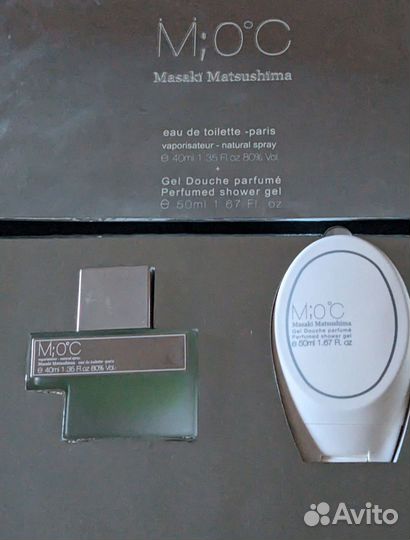 M;0°C
Masaki Matsushima
eau de toilette -paris
vaporisateur - natural spray
℮ 40ml 1.35 Fl.oz 80% Vol.
+
Gel Douche parfumé
Perfumed shower gel
℮ 50ml 1.67 Fl. oz
M;0°C
vaporisateur - natural spray
Masaki Matsushima eau de toilette -paris
℮ 40ml 1.35 Fl.oz 80% Vol.
M;0°C
Masaki Matsushima
Gel Douche parfumé
Perfumed shower gel
℮ 50ml 1.67 Fl. oz
Avito